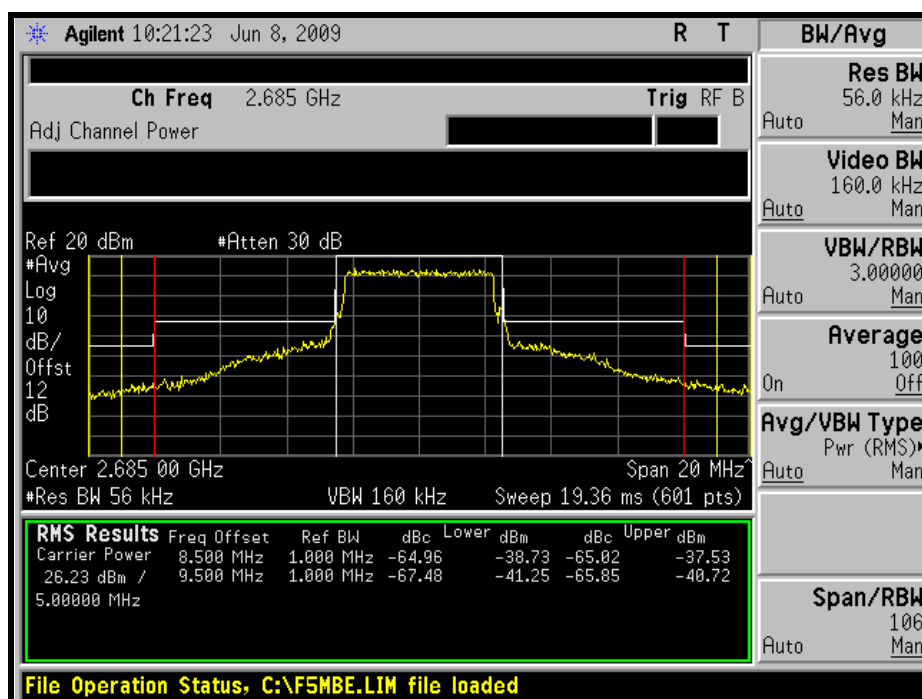 Agilent 10:21:23 Jun 8, 2009 R T
Ch Freq 2.685 GHz Trig RF B
Adj Channel Power
Ref 20 dBm #Atten 30 dB
#Avg
Log
10
dB/
Offst
12
dB
Center 2.685 00 GHz Span 20 MHz^
#Res BW 56 kHz VBW 160 kHz Sweep 19.36 ms (601 pts)
RMS Results Freq Offset Ref BW dBc Lower dBm dBc Upper dBm
Carrier Power 8.500 MHz 1.000 MHz -64.96 -38.73 -65.02 -37.53
26.23 dBm / 9.500 MHz 1.000 MHz -67.48 -41.25 -65.85 -40.72
5.00000 MHz
File Operation Status, C:\F5MBE.LIM file loaded
BW/Avg
Res BW
56.0 kHz
Auto Man
Video BW
160.0 kHz
Auto Man
VBW/RBW
3.00000
Auto Man
Average
100
On Off
Avg/VBW Type
Pwr (RMS)▸
Auto Man
Span/RBW
106
Auto Man